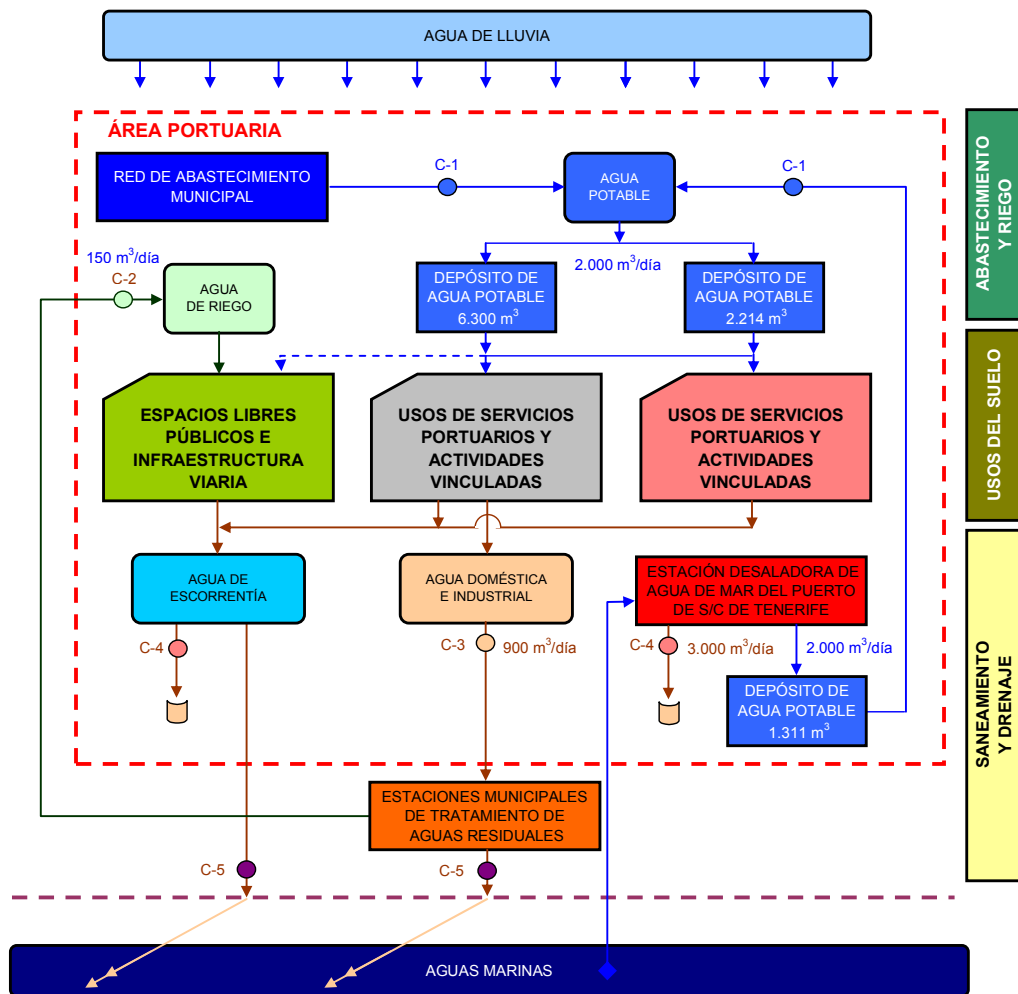 AGUA DE LLUVIA
ÁREA PORTUARIA
RED DE ABASTECIMIENTO
MUNICIPAL
C-1
AGUA
POTABLE
C-1
ABASTECIMIENTO
Y RIEGO
150 m³/día
C-2
AGUA
DE RIEGO
2.000 m³/día
DEPÓSITO DE
AGUA POTABLE
6.300 m³
DEPÓSITO DE
AGUA POTABLE
2.214 m³
ESPACIOS LIBRES
PÚBLICOS E
INFRAESTRUCTURA
VIARIA
USOS DE SERVICIOS
PORTUARIOS Y
ACTIVIDADES
VINCULADAS
USOS DE SERVICIOS
PORTUARIOS Y
ACTIVIDADES
VINCULADAS
USOS DEL SUELO
AGUA DE
ESCORRENTÍA
AGUA DOMÉSTICA
E INDUSTRIAL
ESTACIÓN DESALADORA DE
AGUA DE MAR DEL PUERTO
DE S/C DE TENERIFE
C-4
C-3
900 m³/día
C-4
3.000 m³/día
2.000 m³/día
DEPÓSITO DE
AGUA POTABLE
1.311 m³
SANEAMIENTO
Y DRENAJE
ESTACIONES MUNICIPALES
DE TRATAMIENTO DE
AGUAS RESIDUALES
C-5
C-5
AGUAS MARINAS